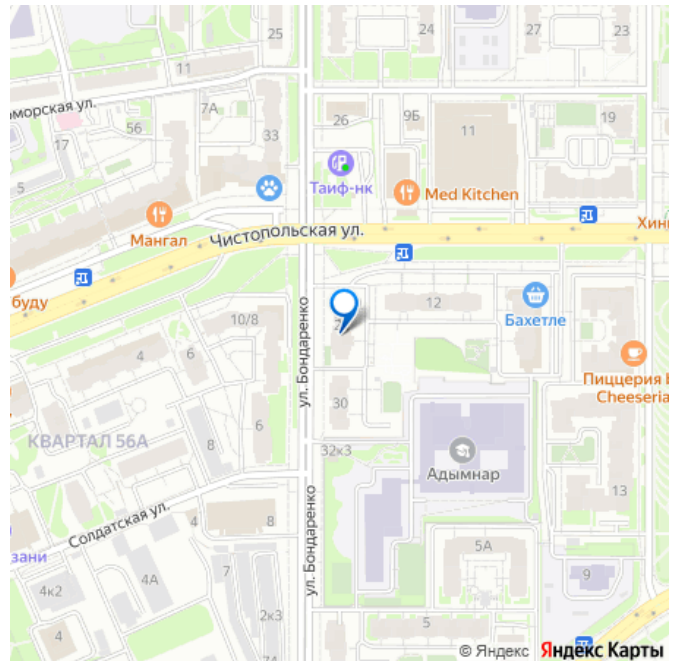 25
24
27
23
11
оморская ул.
7А
56
26
9Б
11
19
33
17
5
Таиф-нк
Med Kitchen
Мангал
Чистопольская ул.
Хин
буду
12
10/8
Бахетле
4
6
ул. Бондаренко
Пиццерия
Cheeseria
30
6
КВАРТАЛ 56А
8
32к3
Адымнар
13
Солдатская ул.
4
8
ул. Бондаренко
зани
5А
4А
7
9
4к2
2к3
5
4
7А
© Яндекс Яндекс Карты